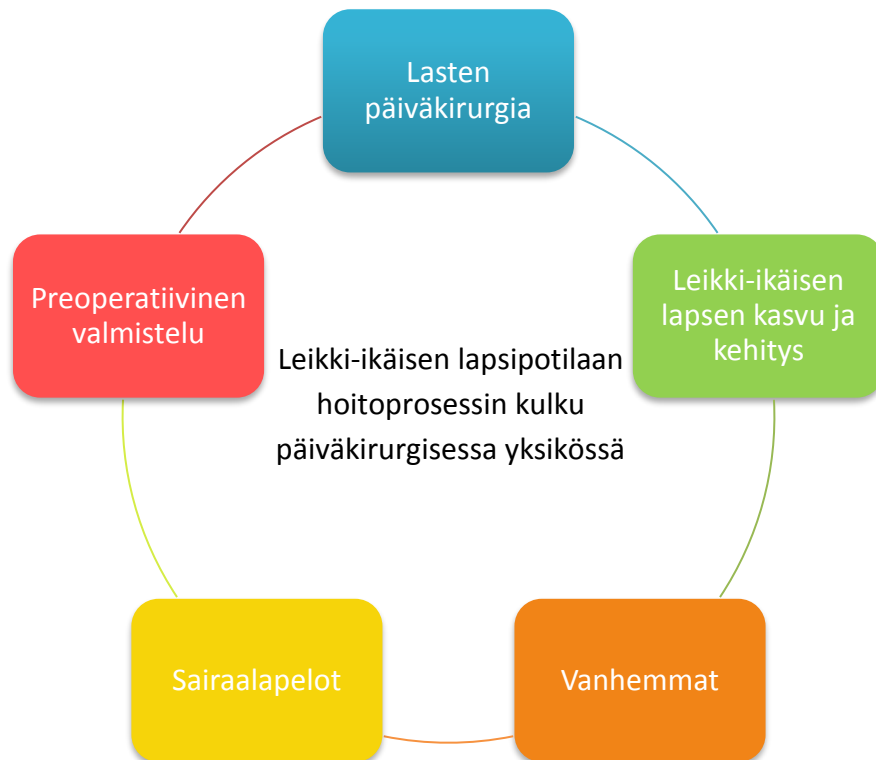 Lasten
päiväkirurgia
Leikki-ikäisen
lapsen kasvu ja
kehitys
Preoperatiivinen
valmistelu
Leikki-ikäisen lapsipotilaan
hoitoprosessin kulku
päiväkirurgisessa yksikössä
Sairaalapelot
Vanhemmat